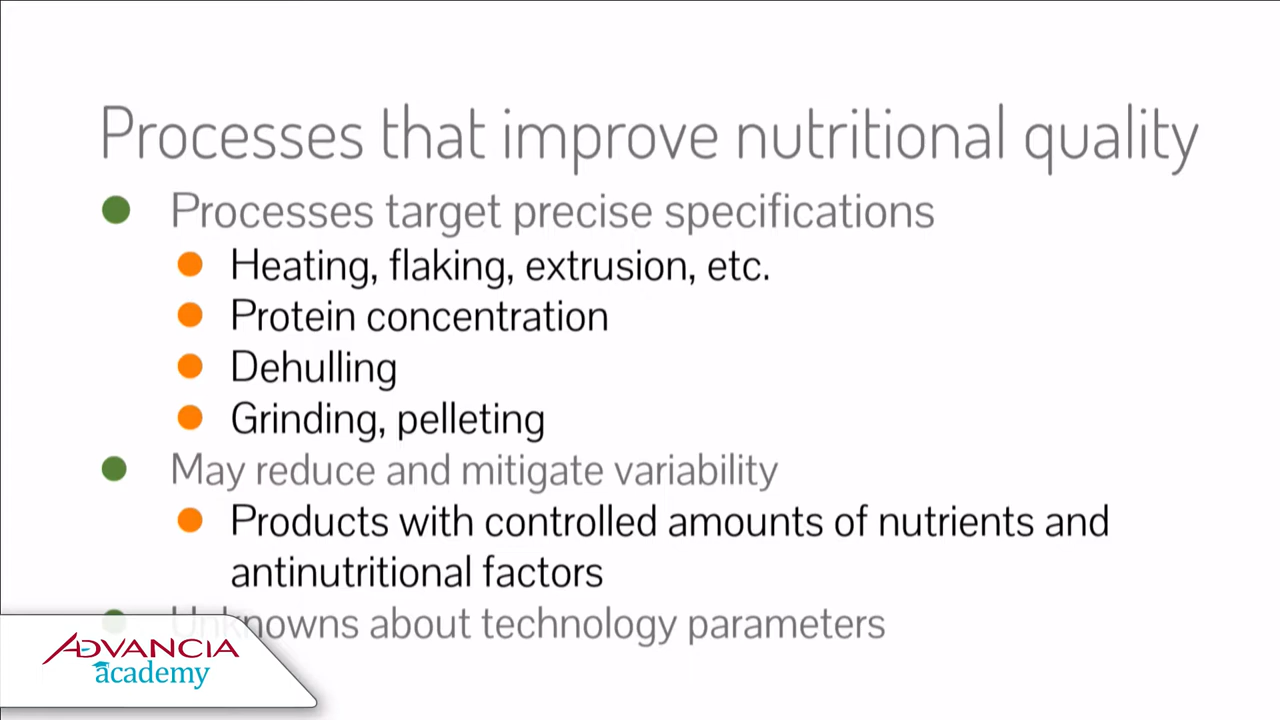 Processes that improve nutritional quality
Processes target precise specifications
Heating, flaking, extrusion, etc.
Protein concentration
Dehulling
Grinding, pelleting
May reduce and mitigate variability
Products with controlled amounts of nutrients and
antinutritional factors
Unknowns about technology parameters
ADVANCIA
academy